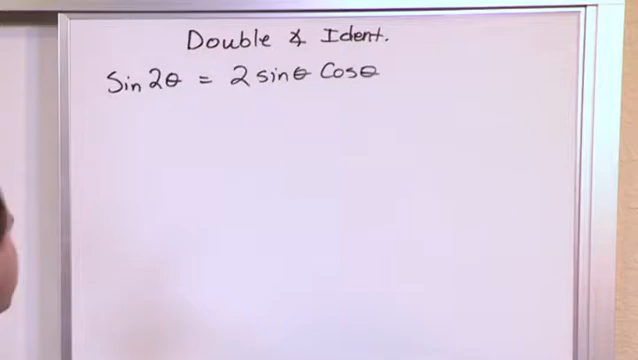 Double ∡ Ident.
Sin 2θ = 2 sinθ Cosθ